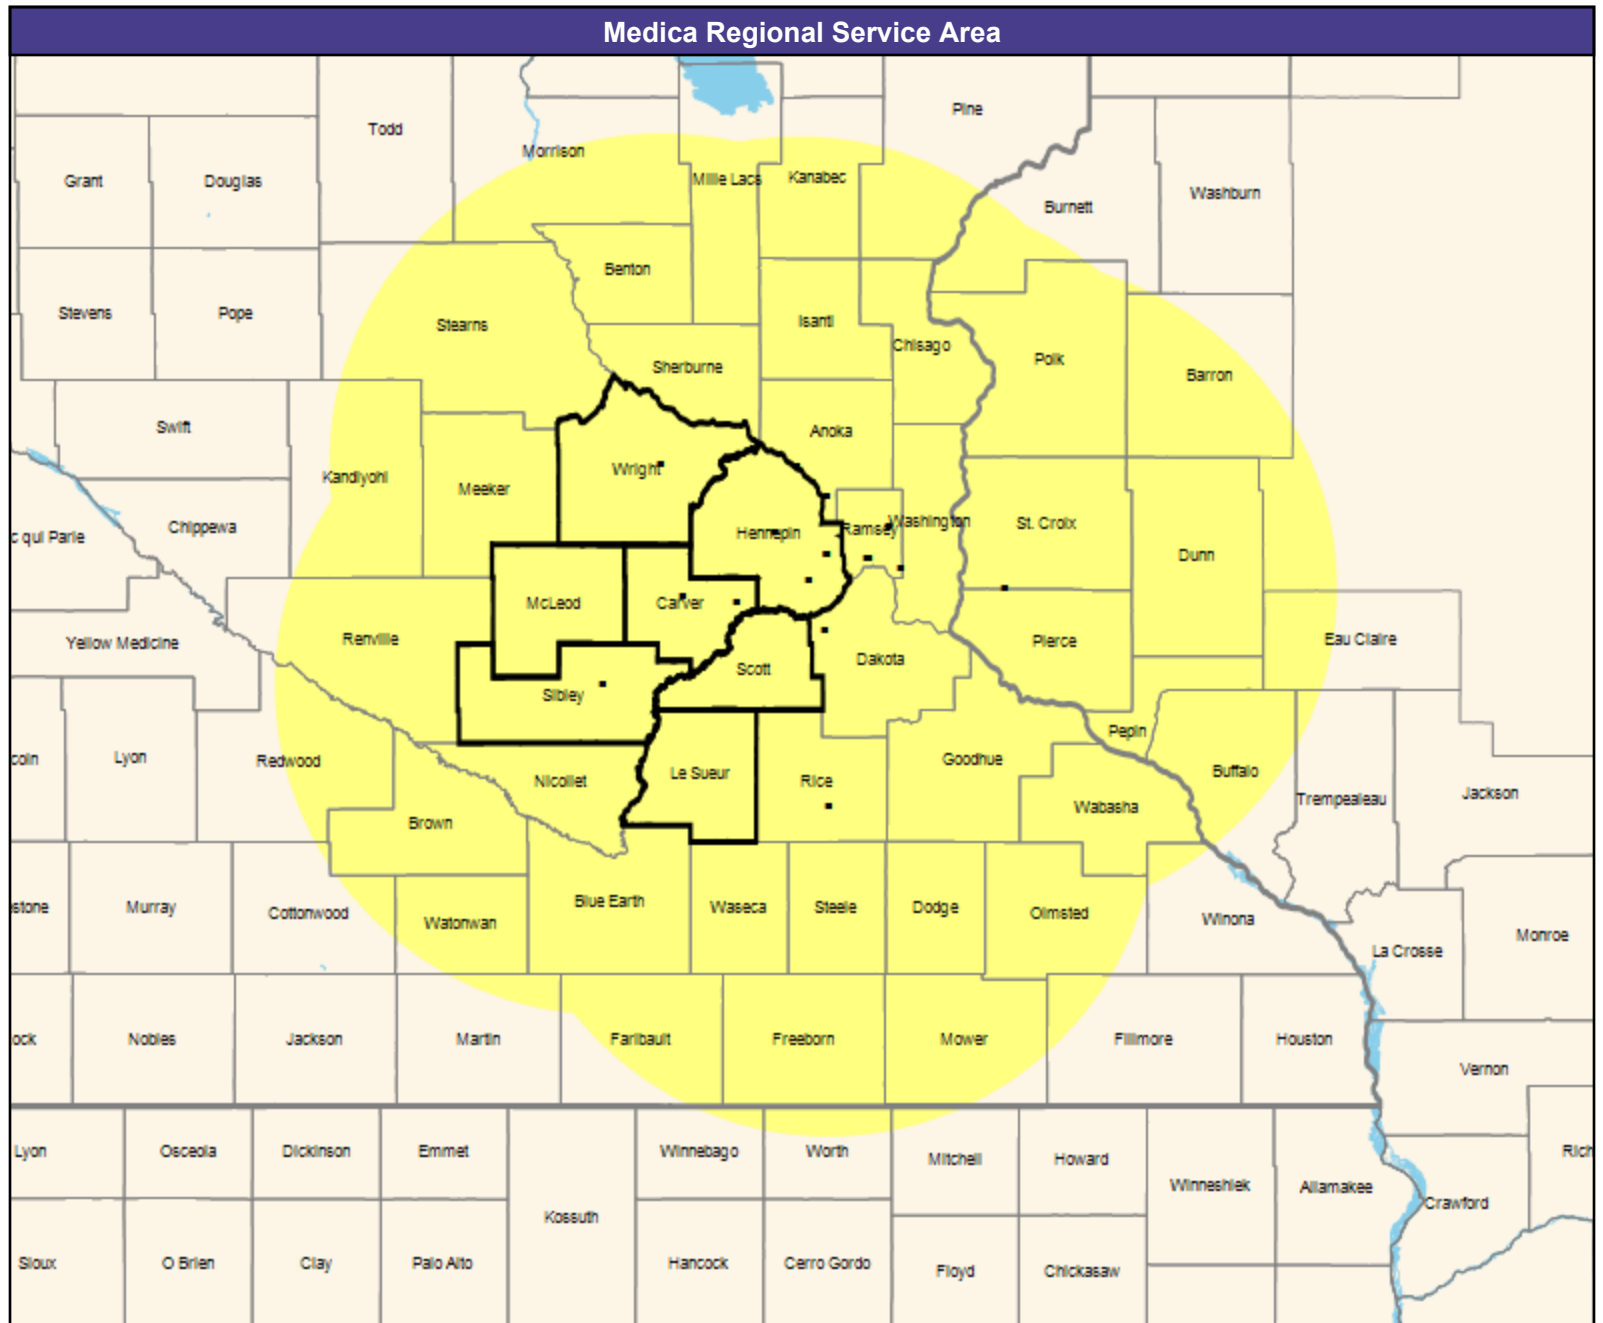 Medica Regional Service Area
Pine
Todd
Morrison
Grant
Douglas
Mille Lacs
Kanabec
Washburn
Burnett
Benton
Stevens
Pope
Stearns
Isanti
Chisago
Polk
Sherburne
Barron
Swift
Anoka
Wright
Kandiyohi
Meeker
Chippewa
Hennepin
Ramsey
Washington
St. Croix
c qui Parle
Dunn
McLeod
Carver
Yellow Medicine
Renville
Eau Claire
Pierce
Scott
Dakota
Sibley
coln
Lyon
Redwood
Nicollet
Le Sueur
Rice
Goodhue
Pepin
Buffalo
Trempealeau
Jackson
Brown
Wabasha
stone
Murray
Cottonwood
Watonwan
Blue Earth
Waseca
Steele
Dodge
Olmsted
Winona
La Crosse
Monroe
ock
Nobles
Jackson
Martin
Faribault
Freeborn
Mower
Fillmore
Houston
Vernon
Lyon
Osceola
Dickinson
Emmet
Winnebago
Worth
Mitchell
Howard
Rich
Winneshiek
Allamakee
Crawford
Kossuth
Sioux
O Brien
Clay
Palo Alto
Hancock
Cerro Gordo
Floyd
Chickasaw